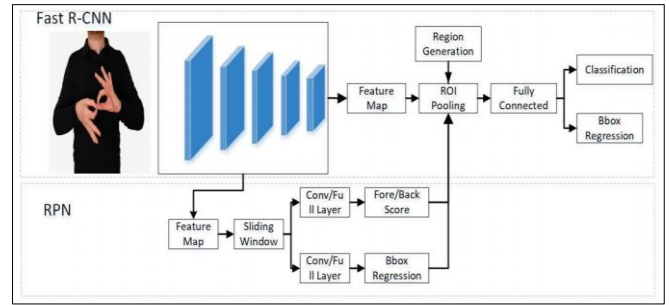 Fast R-CNN
Region
Generation
Feature
Map
ROI
Pooling
Fully
Connected
Classification
Bbox
Regression
RPN
Feature
Map
Sliding
Window
Conv/Fu
ll Layer
Fore/Back
Score
Conv/Fu
ll Layer
Bbox
Regression